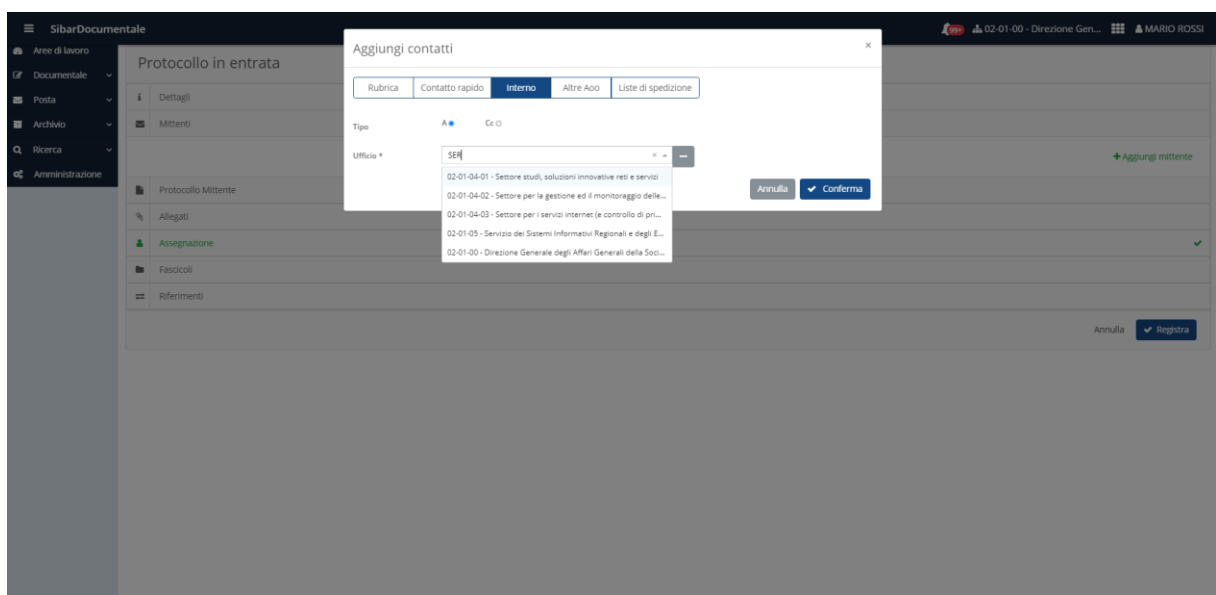 SibarDocumentale
99+ 02-01-00 - Direzione Gen... MARIO ROSSI
Aree di lavoro
Documentale
Posta
Archivio
Ricerca
Amministrazione
Protocollo in entrata
Dettagli
Mittenti
+ Aggiungi mittente
Protocollo Mittente
Allegati
Assegnazione
Fascicoli
Riferimenti
Annulla Registra
Aggiungi contatti ×
Rubrica Contatto rapido Interno Altre Aoo Liste di spedizione
Tipo A Cc
Ufficio * SER × ...
02-01-04-01 - Settore studi, soluzioni innovative reti e servizi
02-01-04-02 - Settore per la gestione ed il monitoraggio delle...
02-01-04-03 - Settore per i servizi internet (e controllo di pri...
02-01-05 - Servizio dei Sistemi Informativi Regionali e degli E...
02-01-00 - Direzione Generale degli Affari Generali della Soci...
Annulla Conferma